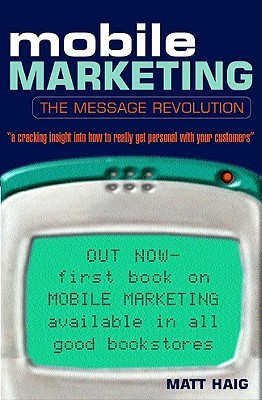 mobile
MARKETING
THE MESSAGE REVOLUTION
"a cracking insight into how to really get personal with your customers"
OUT NOW-
first book on
MOBILE MARKETING
available in all
good bookstores
MATT HAIG